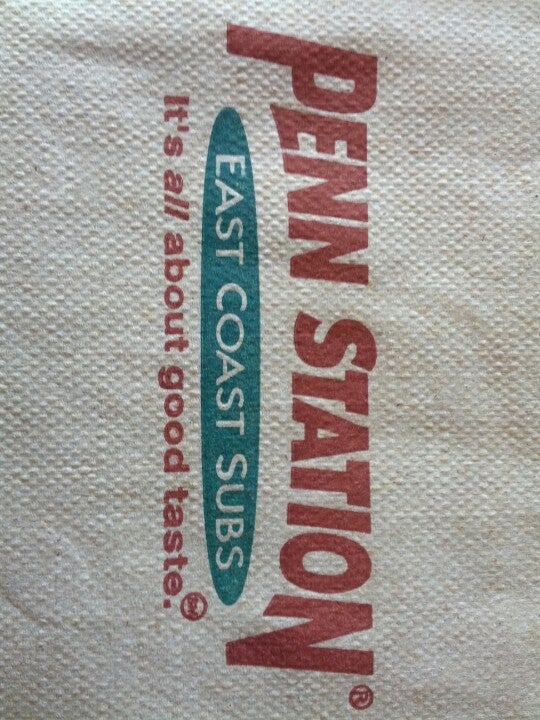 PENN STATION®
EAST COAST SUBS
It's all about good taste.℠